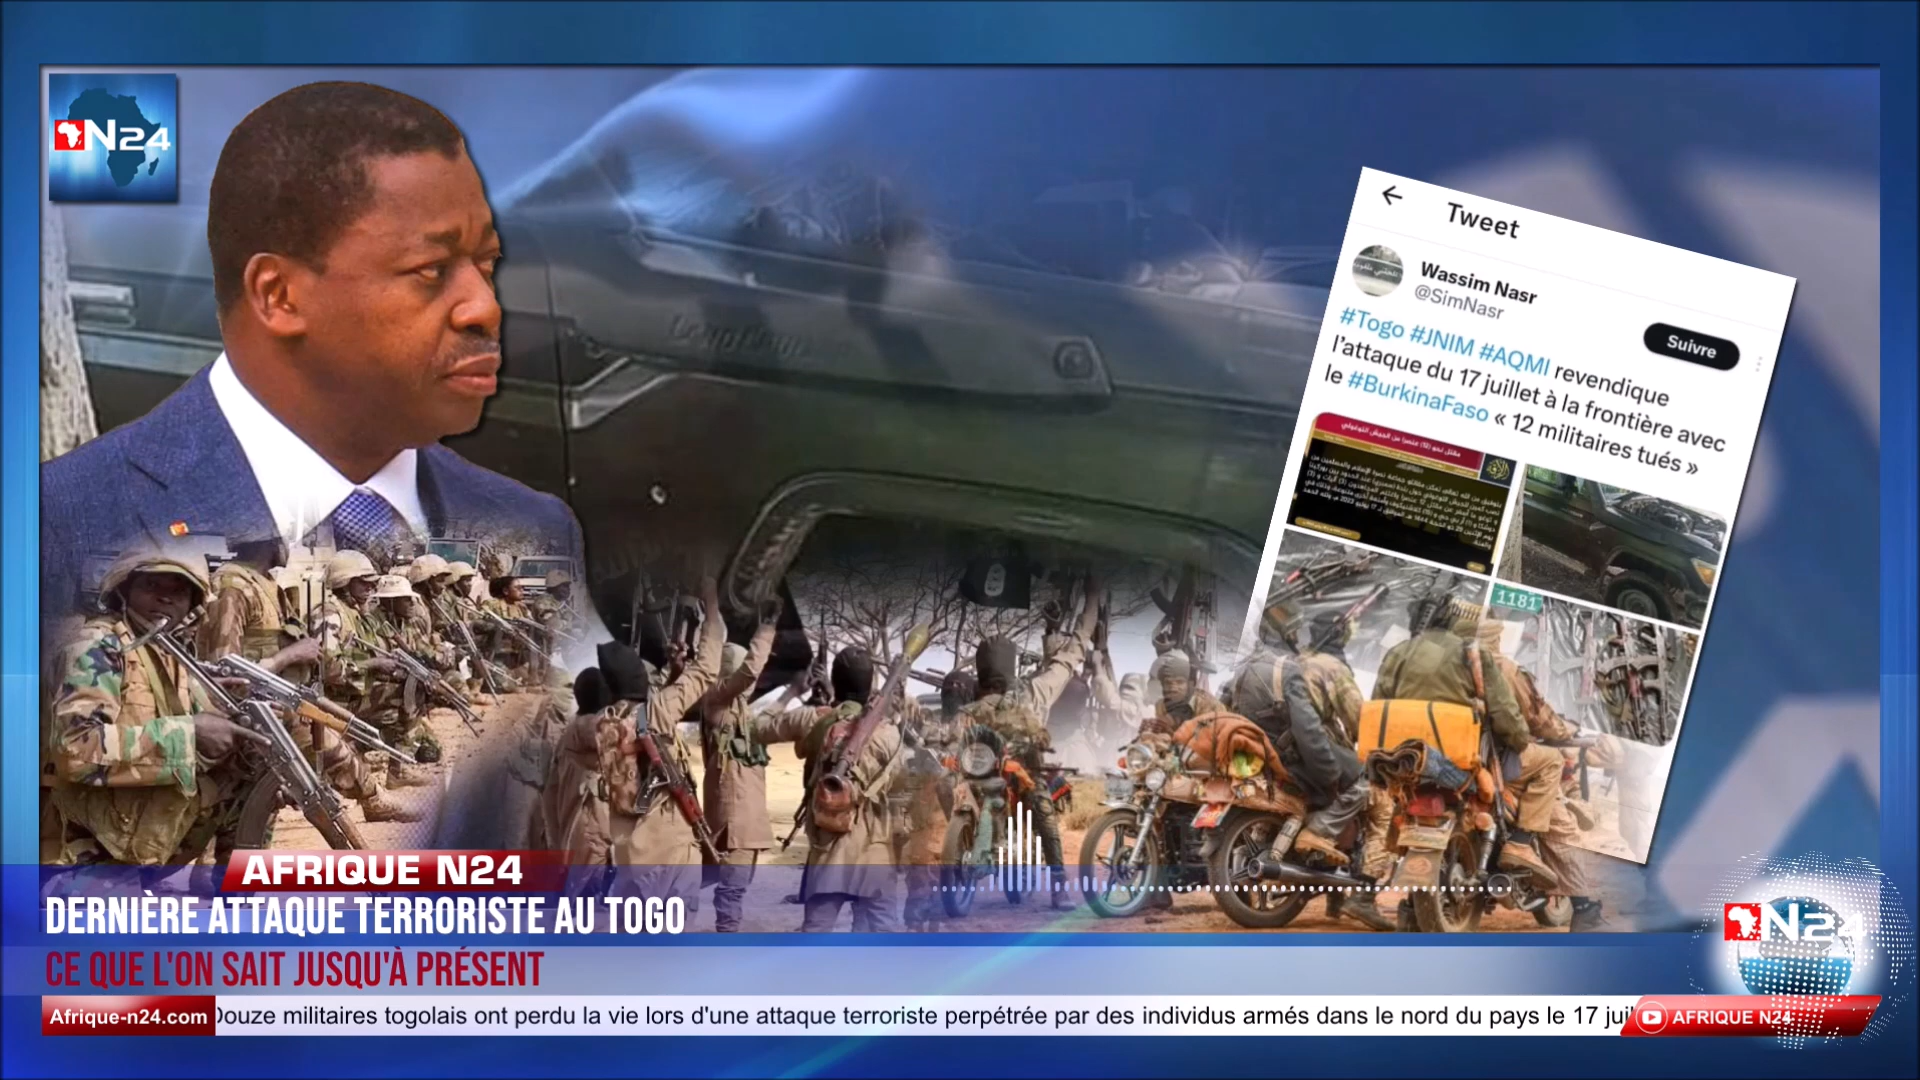 N24
Tweet
Wassim Nasr
@SimNasr
Suivre
#Togo #JNIM #AQMI revendique
l'attaque du 17 juillet à la frontière avec
le #BurkinaFaso « 12 militaires tués »
1181
AFRIQUE N24
DERNIÈRE ATTAQUE TERRORISTE AU TOGO
CE QUE L'ON SAIT JUSQU'À PRÉSENT
N24
Afrique-n24.com
Douze militaires togolais ont perdu la vie lors d'une attaque terroriste perpétrée par des individus armés dans le nord du pays le 17 jui
AFRIQUE N24